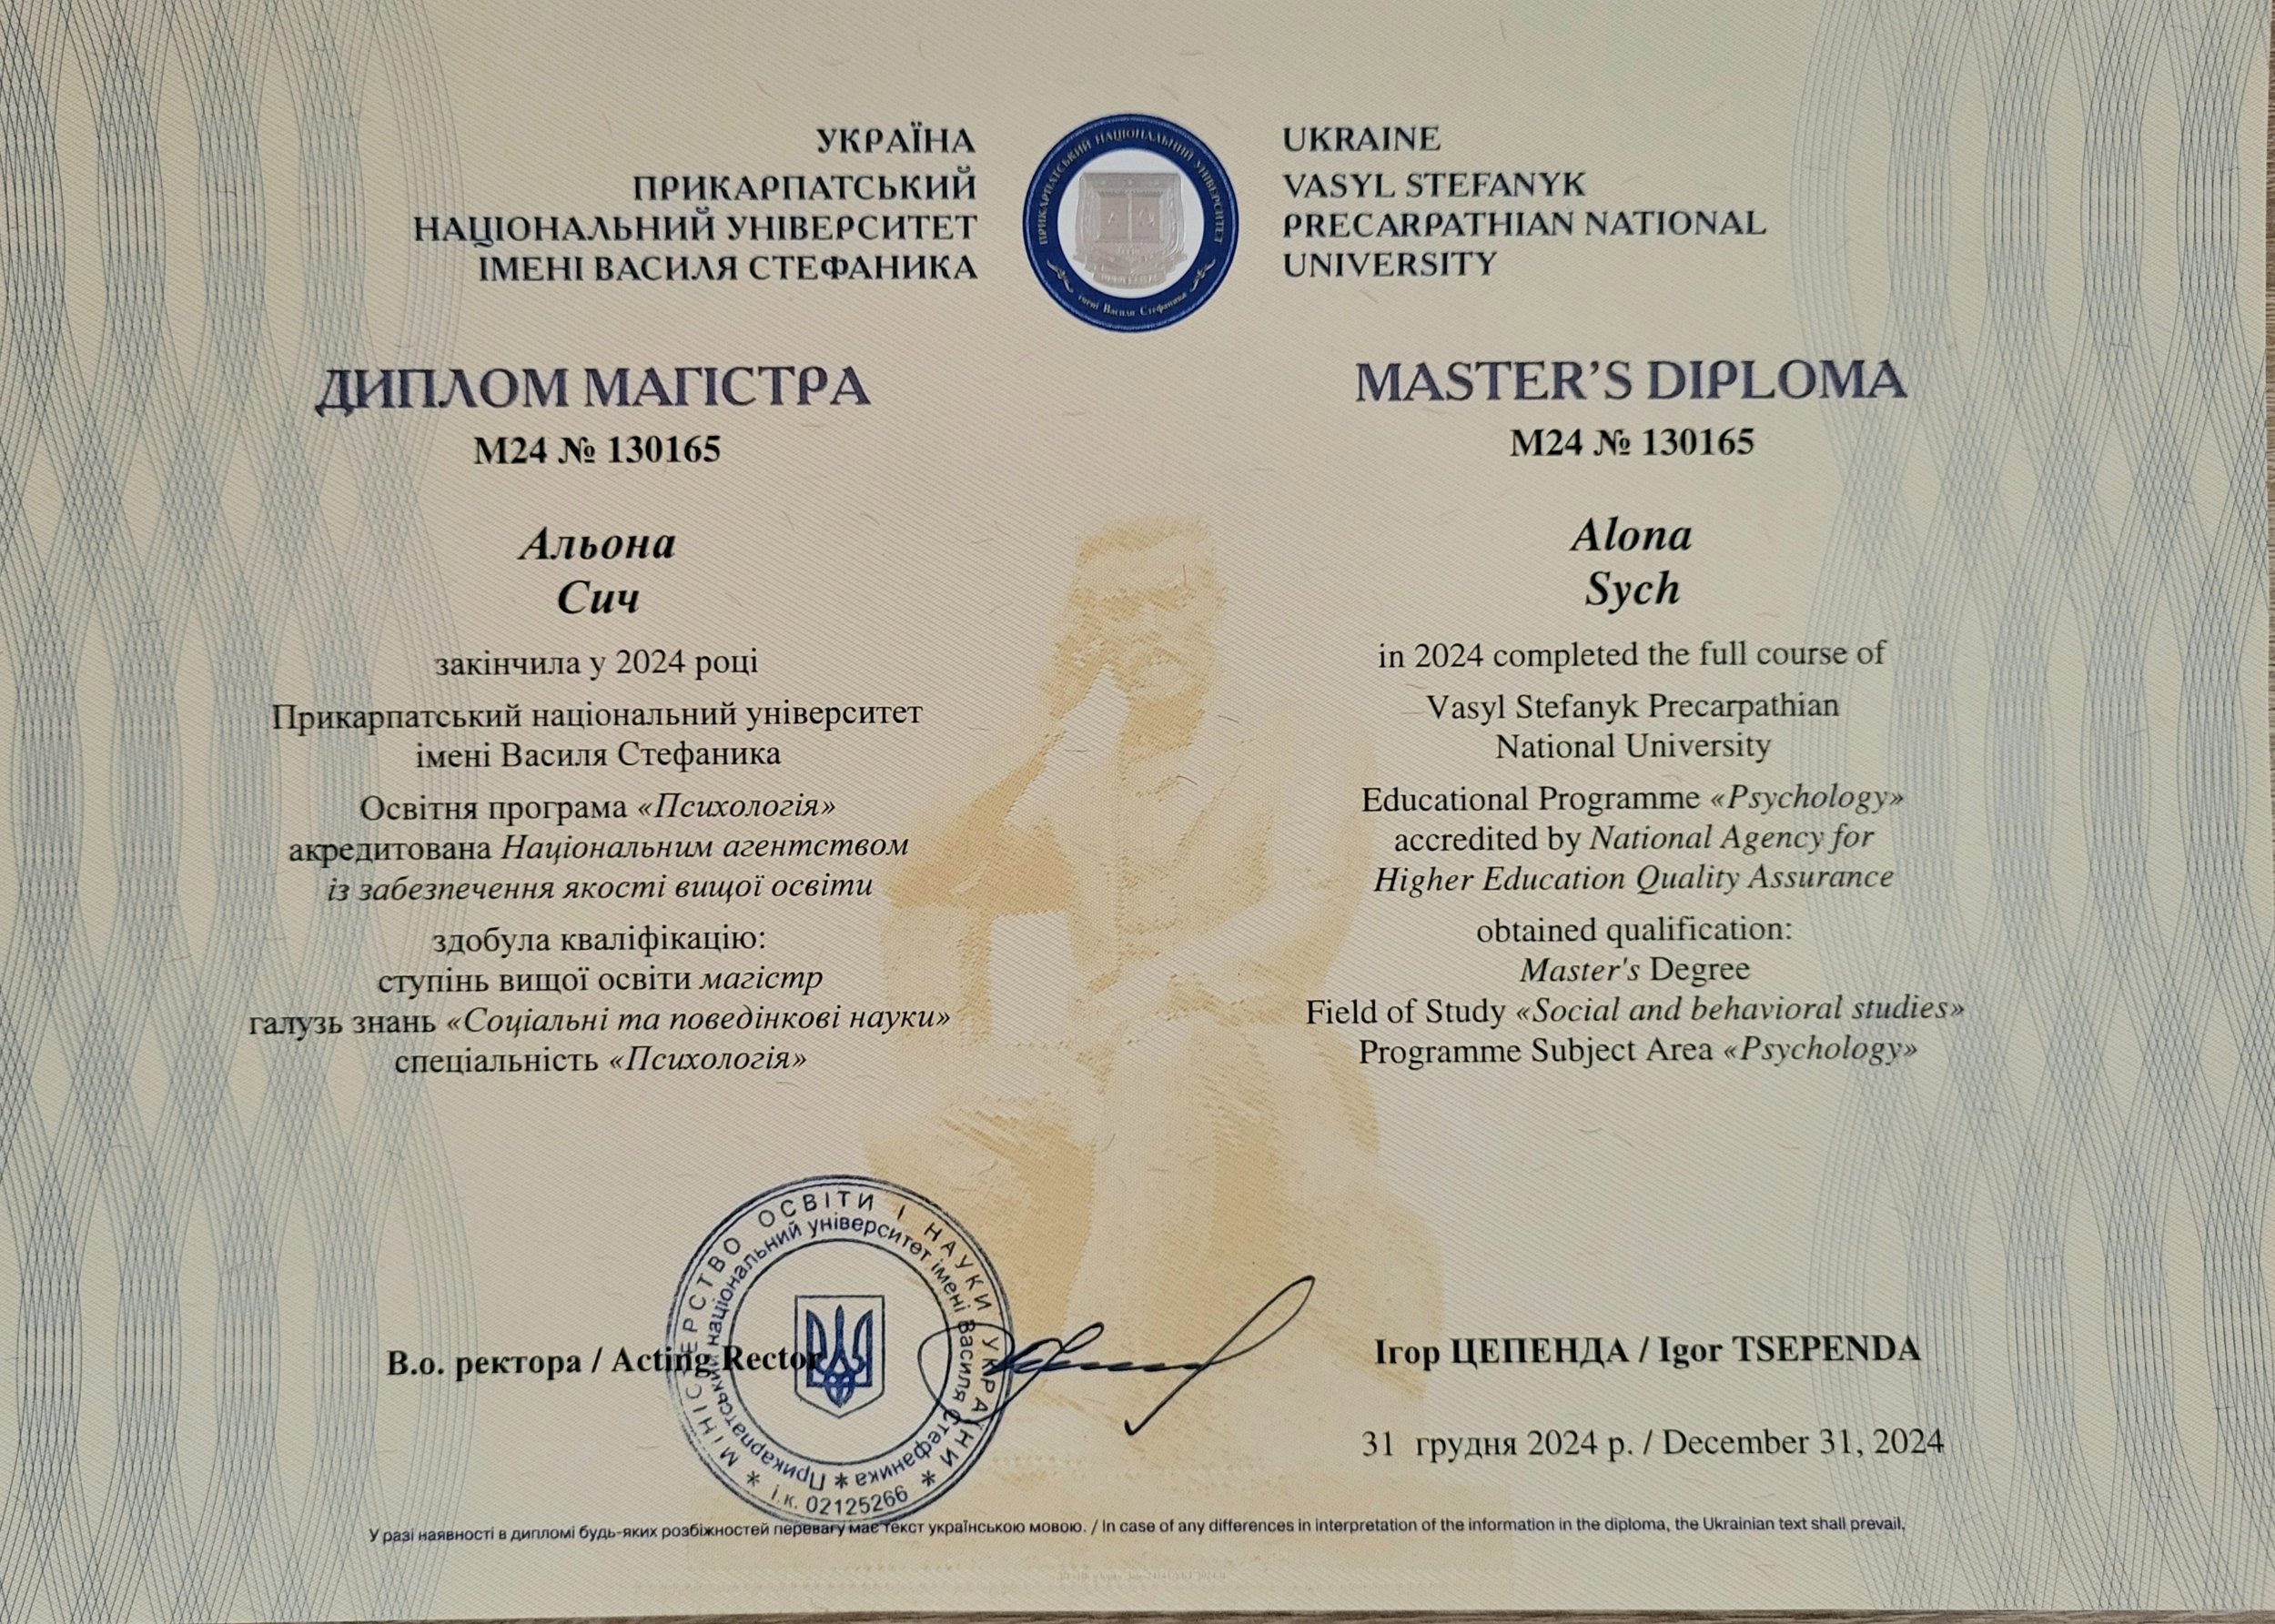 УКРАЇНА
ПРИКАРПАТСЬКИЙ
НАЦІОНАЛЬНИЙ УНІВЕРСИТЕТ
ІМЕНІ ВАСИЛЯ СТЕФАНИКА
ПРИКАРПАТСЬКИЙ НАЦІОНАЛЬНИЙ УНІВЕРСИТЕТ
імені Василя Стефаника
UKRAINE
VASYL STEFANYK
PRECARPATHIAN NATIONAL
UNIVERSITY
ДИПЛОМ МАГІСТРА
М24 № 130165
Альона
Сич
закінчила у 2024 році
Прикарпатський національний університет
імені Василя Стефаника
Освітня програма «Психологія»
акредитована Національним агентством
із забезпечення якості вищої освіти
здобула кваліфікацію:
ступінь вищої освіти магістр
галузь знань «Соціальні та поведінкові науки»
спеціальність «Психологія»
MASTER’S DIPLOMA
M24 № 130165
Alona
Sych
in 2024 completed the full course of
Vasyl Stefanyk Precarpathian
National University
Educational Programme «Psychology»
accredited by National Agency for
Higher Education Quality Assurance
obtained qualification:
Master's Degree
Field of Study «Social and behavioral studies»
Programme Subject Area «Psychology»
В.о. ректора / Acting Rector
МІНІСТЕРСТВО ОСВІТИ І НАУКИ УКРАЇНИ
Прикарпатський національний університет імені Василя Стефаника
і.к. 02125266
Ігор ЦЕПЕНДА / Igor TSEPENDA
31 грудня 2024 р. / December 31, 2024
У разі наявності в дипломі будь-яких розбіжностей перевагу має текст українською мовою. / In case of any differences in interpretation of the information in the diploma, the Ukrainian text shall prevail.